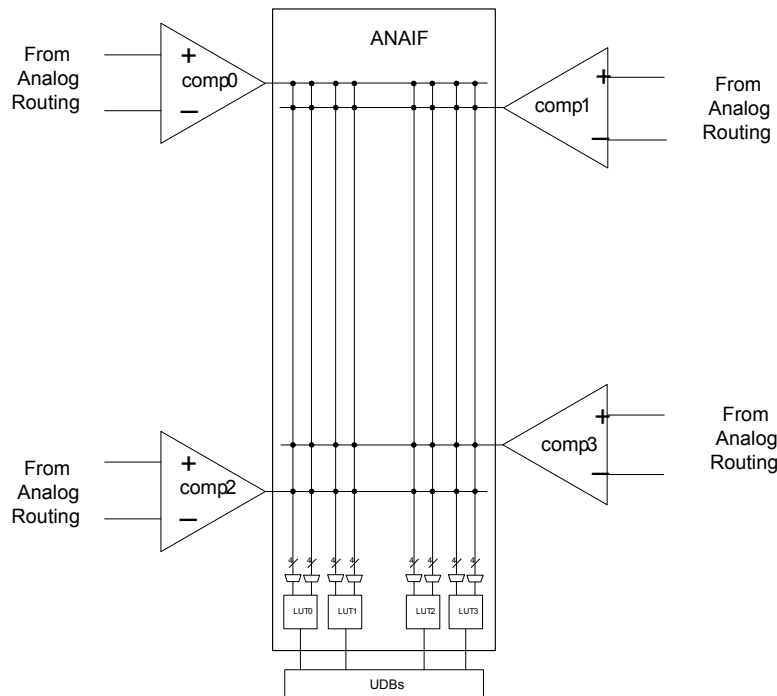 ANAIF
From
Analog
Routing
+
comp0
–
+
comp1
–
From
Analog
Routing
From
Analog
Routing
+
comp2
–
+
comp3
–
From
Analog
Routing
4 4 4 4 4 4 4 4
LUT0 LUT1 LUT2 LUT3
UDBs